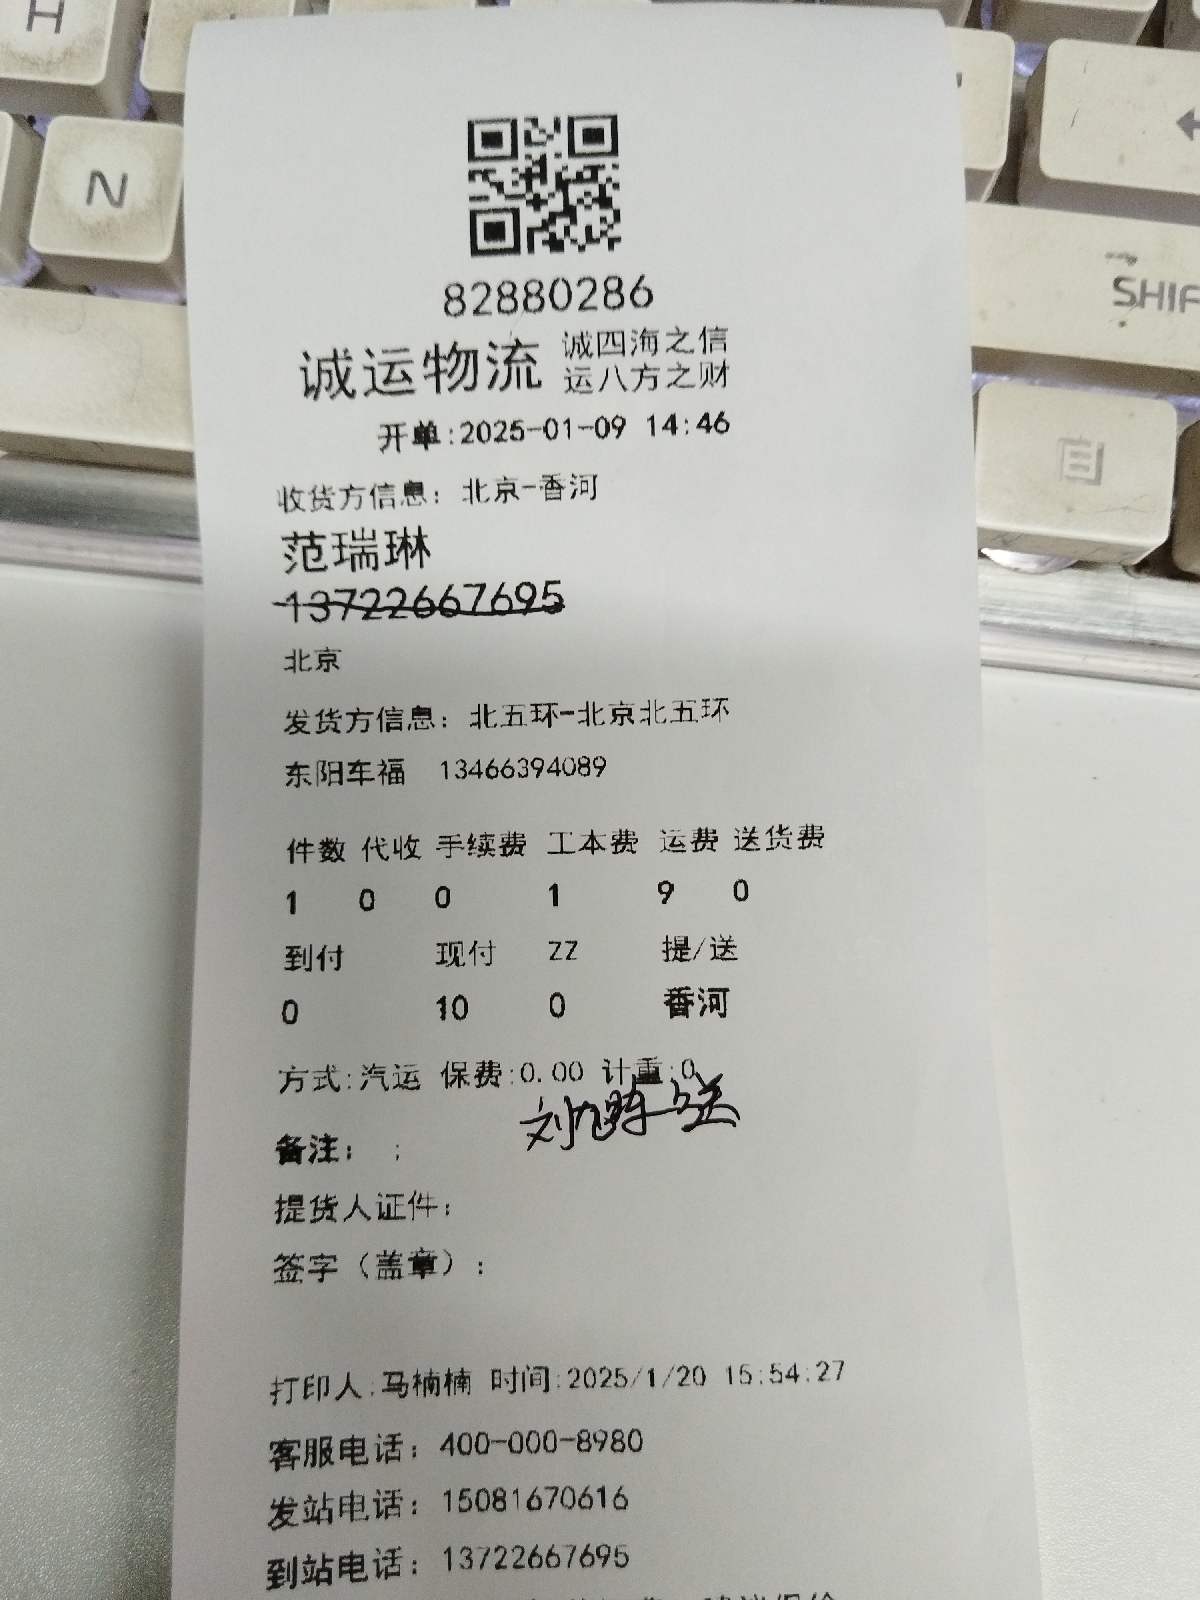 H
N
SHIF
82880286
诚运物流 诚四海之信
运八方之财
开单:2025-01-09 14:46
收货方信息: 北京-香河
范瑞琳
13722667695
北京
发货方信息: 北五环-北京北五环
东阳车福 13466394089
件数 代收 手续费 工本费 运费 送货费
1 0 0 1 9 0
到付 现付 ZZ 提/送
0 10 0 香河
方式:汽运 保费:0.00 计重:0
备注: ;
提货人证件:
签字(盖章):
打印人:马楠楠 时间:2025/1/20 15:54:27
客服电话: 400-000-8980
发站电话: 15081670616
到站电话: 13722667695